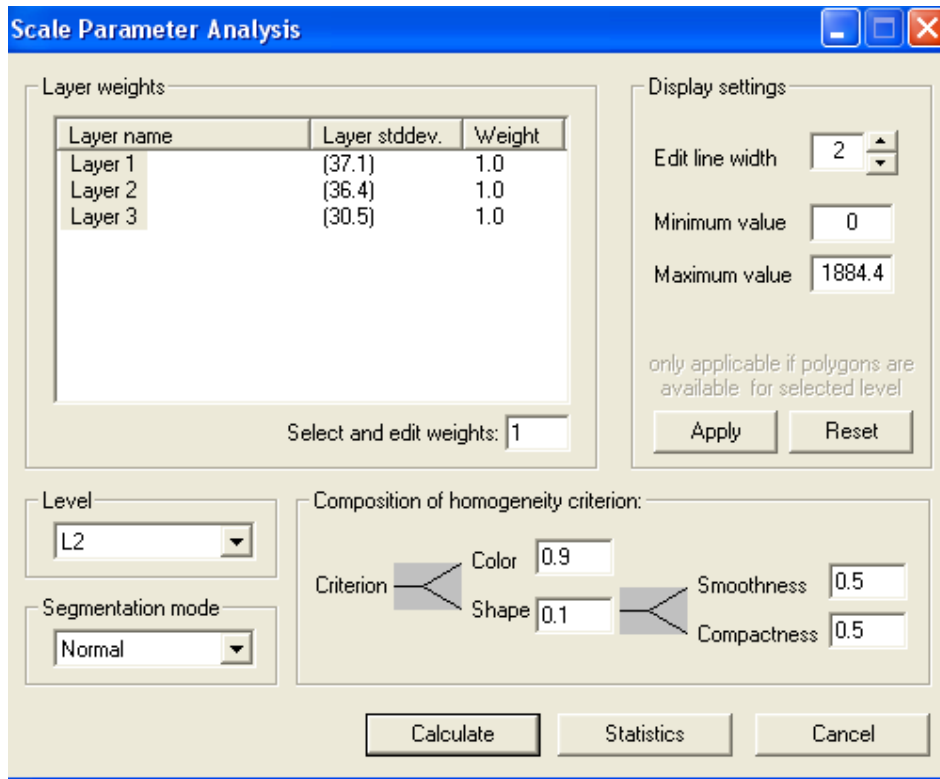 Scale Parameter Analysis
Layer weights
Layer name Layer stddev. Weight
Layer 1 (37.1) 1.0
Layer 2 (36.4) 1.0
Layer 3 (30.5) 1.0
Select and edit weights: 1
Display settings
Edit line width 2
Minimum value 0
Maximum value 1884.4
only applicable if polygons are
available for selected level
Apply Reset
Level
L2
Segmentation mode
Normal
Composition of homogeneity criterion:
Criterion
Color 0.9
Shape 0.1
Smoothness 0.5
Compactness 0.5
Calculate Statistics Cancel